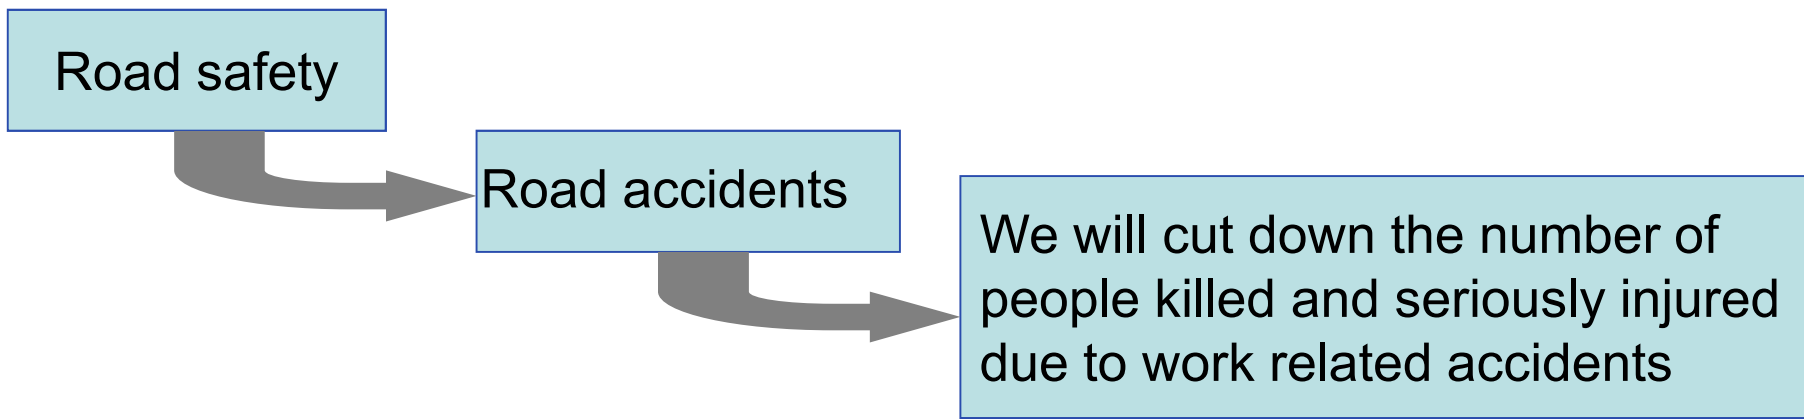 Road safety
Road accidents
We will cut down the number of
people killed and seriously injured
due to work related accidents